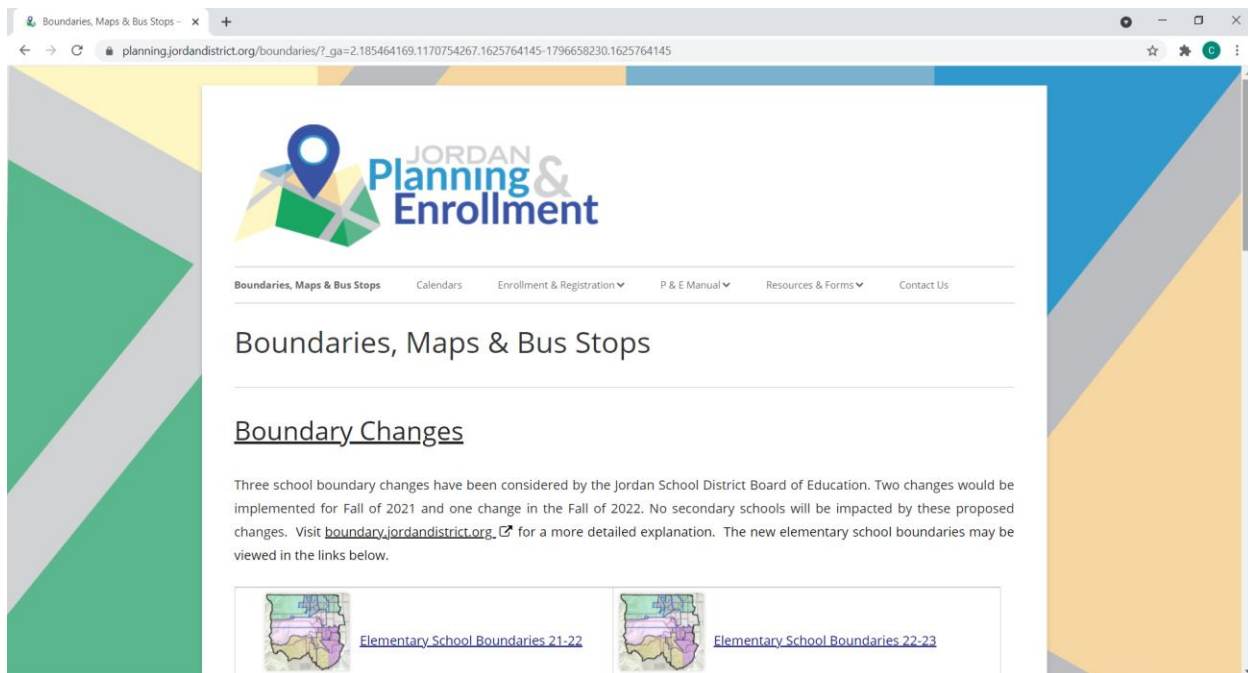 Boundaries, Maps & Bus Stops –
planning.jordandistrict.org/boundaries/?_ga=2.185464169.1170754267.1625764145-1796658230.1625764145
C
JORDAN
Planning &
Enrollment
Boundaries, Maps & Bus Stops Calendars Enrollment & Registration P & E Manual Resources & Forms Contact Us
Boundaries, Maps & Bus Stops
Boundary Changes
Three school boundary changes have been considered by the Jordan School District Board of Education. Two changes would be
implemented for Fall of 2021 and one change in the Fall of 2022. No secondary schools will be impacted by these proposed
changes. Visit boundary.jordandistrict.org for a more detailed explanation. The new elementary school boundaries may be
viewed in the links below.
Elementary School Boundaries 21-22 Elementary School Boundaries 22-23